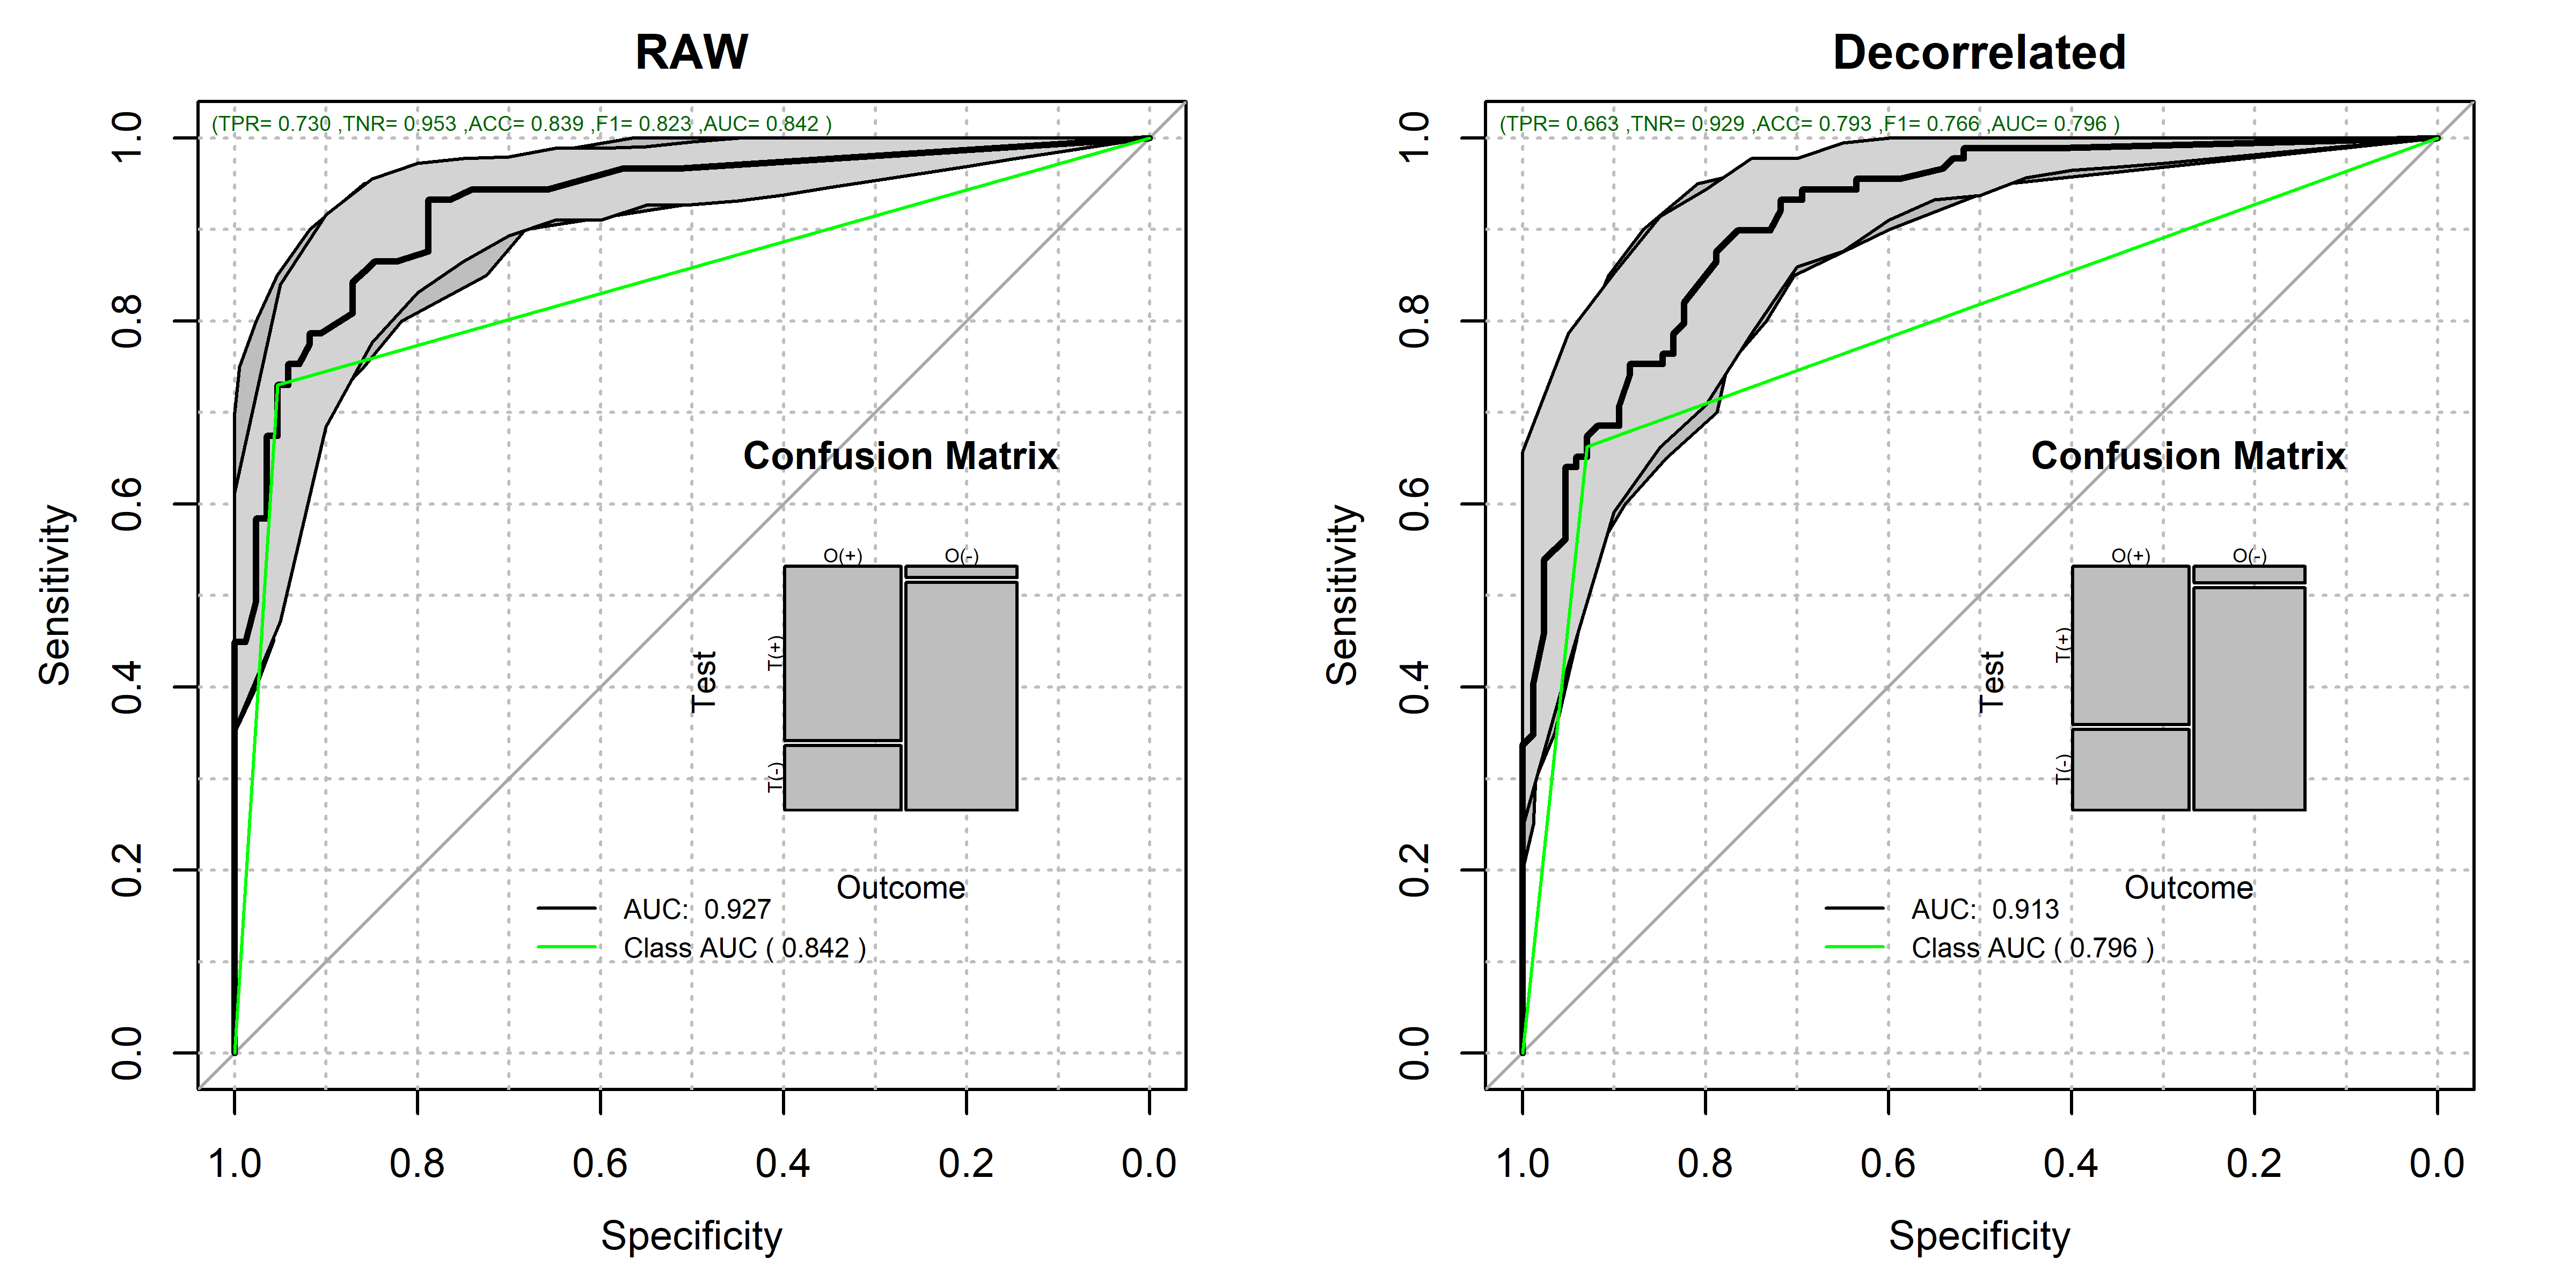 RAW
(TPR= 0.730 ,TNR= 0.953 ,ACC= 0.839 ,F1= 0.823 ,AUC= 0.842 )
Sensitivity
1.0
0.8
0.6
0.4
0.2
0.0
Confusion Matrix
O(+) O(-)
T(+)
T(-)
Test
Outcome
AUC: 0.927
Class AUC ( 0.842 )
1.0 0.8 0.6 0.4 0.2 0.0
Specificity
Decorrelated
(TPR= 0.663 ,TNR= 0.929 ,ACC= 0.793 ,F1= 0.766 ,AUC= 0.796 )
Sensitivity
1.0
0.8
0.6
0.4
0.2
0.0
Confusion Matrix
O(+) O(-)
T(+)
T(-)
Test
Outcome
AUC: 0.913
Class AUC ( 0.796 )
1.0 0.8 0.6 0.4 0.2 0.0
Specificity